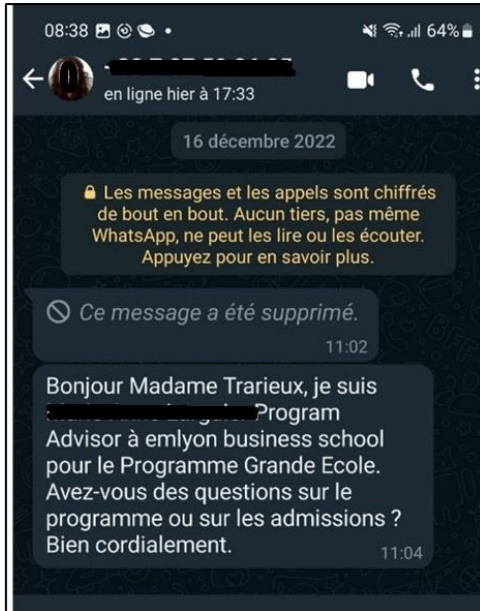 08:38
64%
en ligne hier à 17:33
16 décembre 2022
Les messages et les appels sont chiffrés
de bout en bout. Aucun tiers, pas même
WhatsApp, ne peut les lire ou les écouter.
Appuyez pour en savoir plus.
Ce message a été supprimé.
11:02
Bonjour Madame Trarieux, je suis
Program
Advisor à emlyon business school
pour le Programme Grande Ecole.
Avez-vous des questions sur le
programme ou sur les admissions ?
Bien cordialement.
11:04